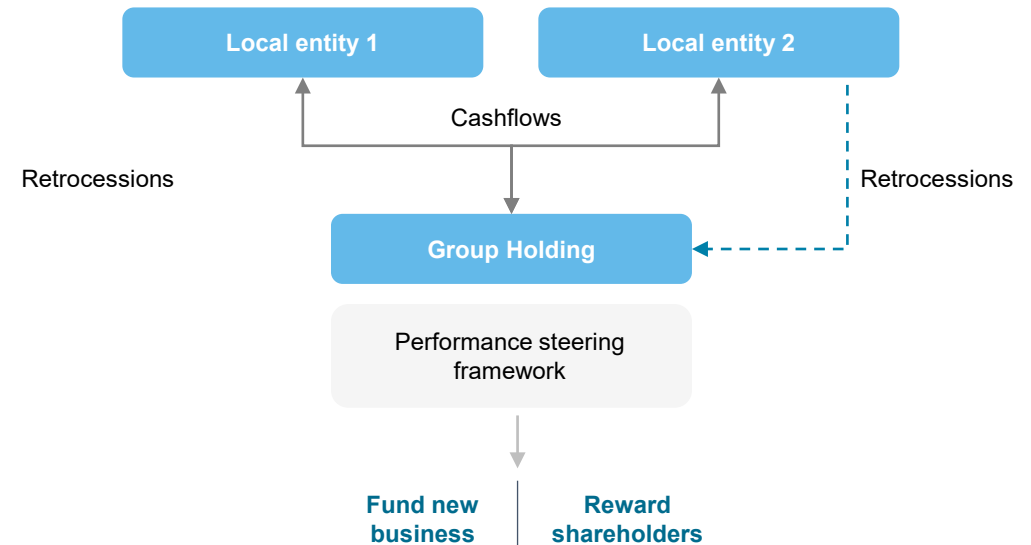 Local entity 1
Local entity 2
Cashflows
Retrocessions
Retrocessions
Group Holding
Performance steering
framework
Fund new
business
Reward
shareholders